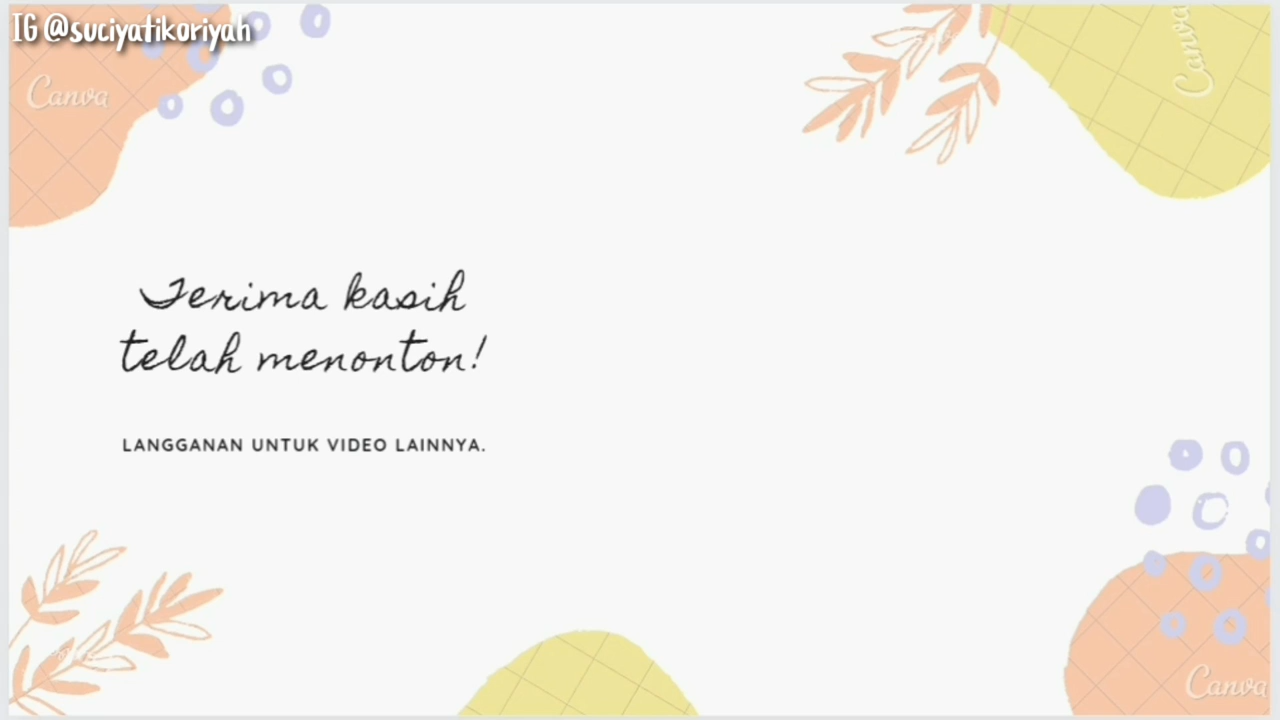 IG @suciyatikoriyah
Canva
Canva
Terima kasih
telah menonton!
LANGGANAN UNTUK VIDEO LAINNYA.
Canva